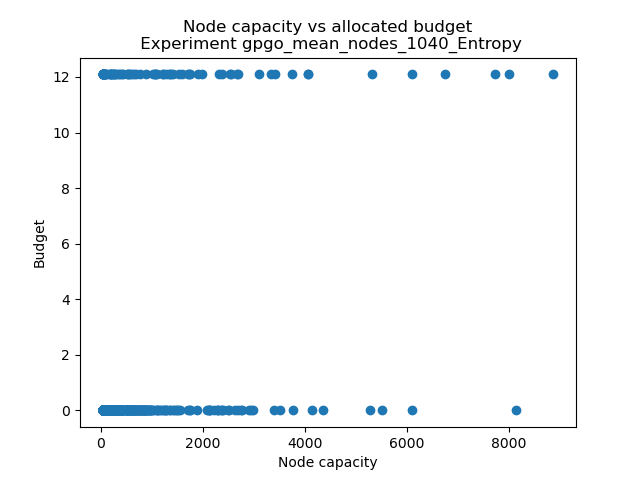 Node capacity vs allocated budget
Experiment gpgo_mean_nodes_1040_Entropy
12
10
8
6
4
2
0
Budget
0 2000 4000 6000 8000
Node capacity